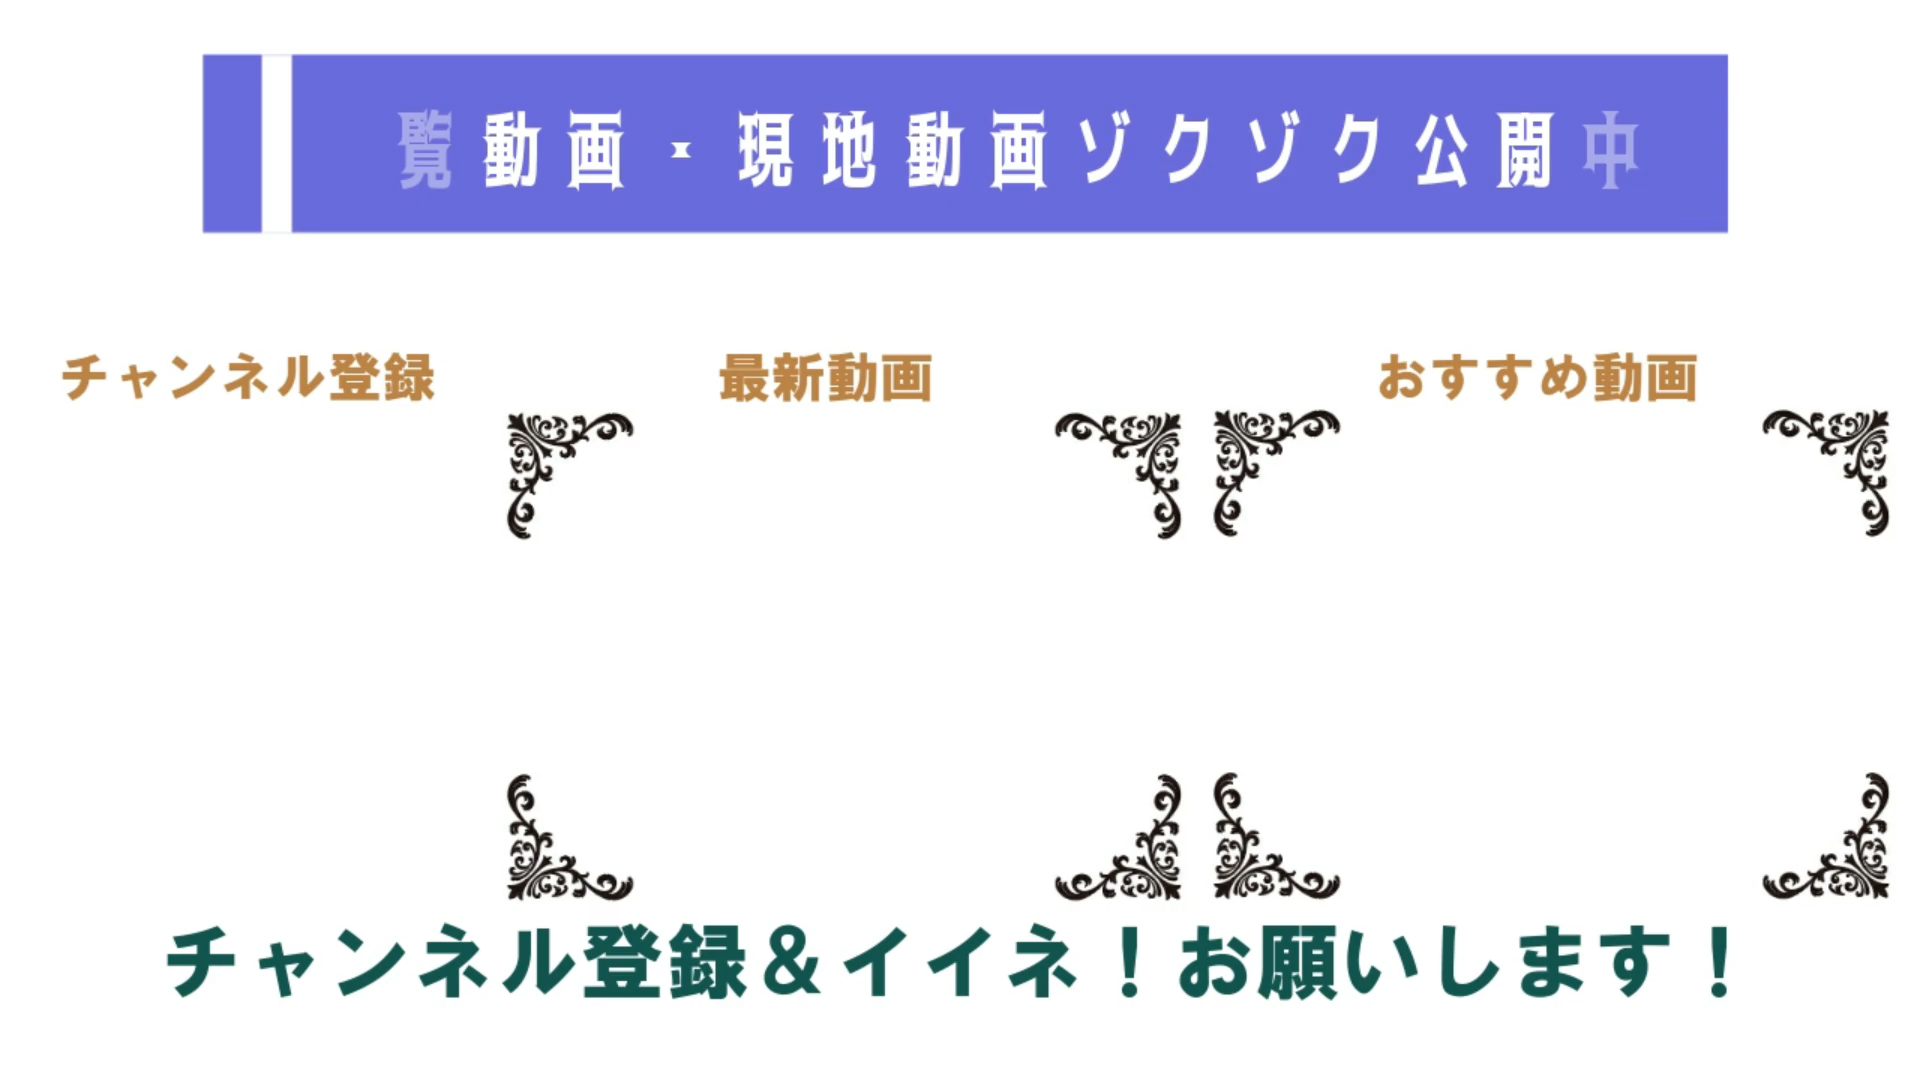 覧動画・現地動画ゾクゾク公開中
チャンネル登録
最新動画
おすすめ動画
チャンネル登録＆イイネ！お願いします！